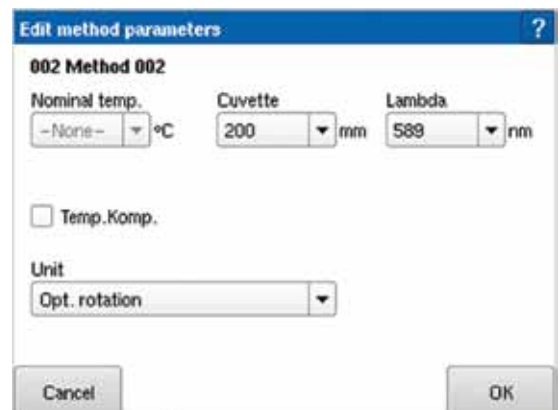 Edit method parameters ?
002 Method 002
Nominal temp. Cuvette Lambda
-None- °C 200 mm 589 nm
Temp.Komp.
Unit
Opt. rotation
Cancel OK